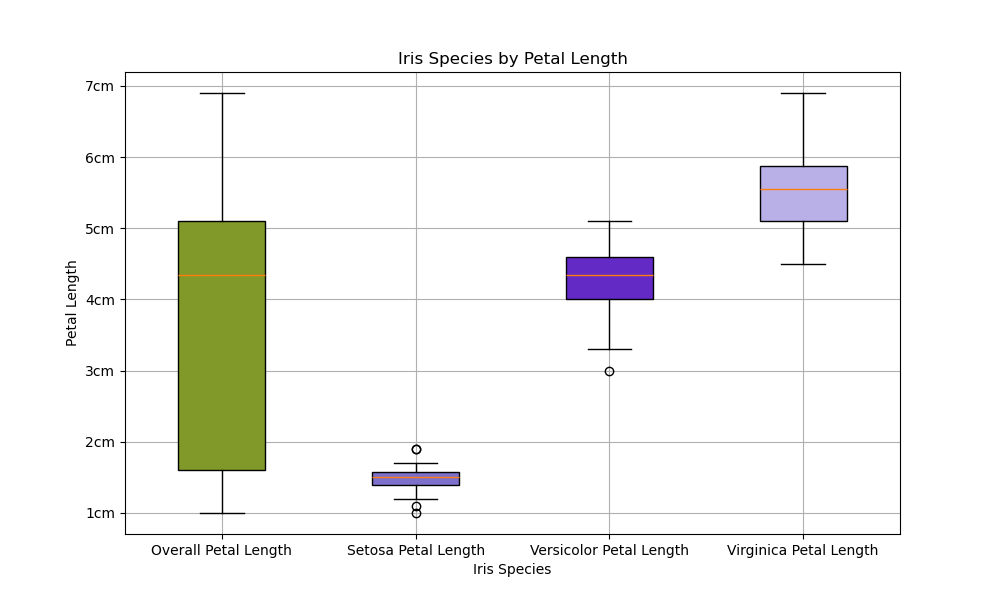 Iris Species by Petal Length
7cm
6cm
5cm
4cm
3cm
2cm
1cm
Petal Length
Overall Petal Length
Setosa Petal Length
Versicolor Petal Length
Virginica Petal Length
Iris Species